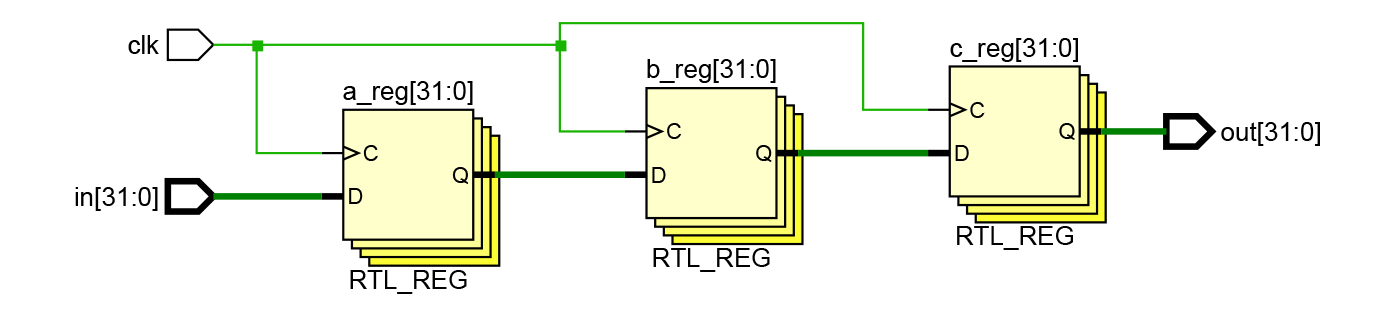 clk
in[31:0]
a_reg[31:0]
C
D
Q
RTL_REG
b_reg[31:0]
C
D
Q
RTL_REG
c_reg[31:0]
C
D
Q
RTL_REG
out[31:0]